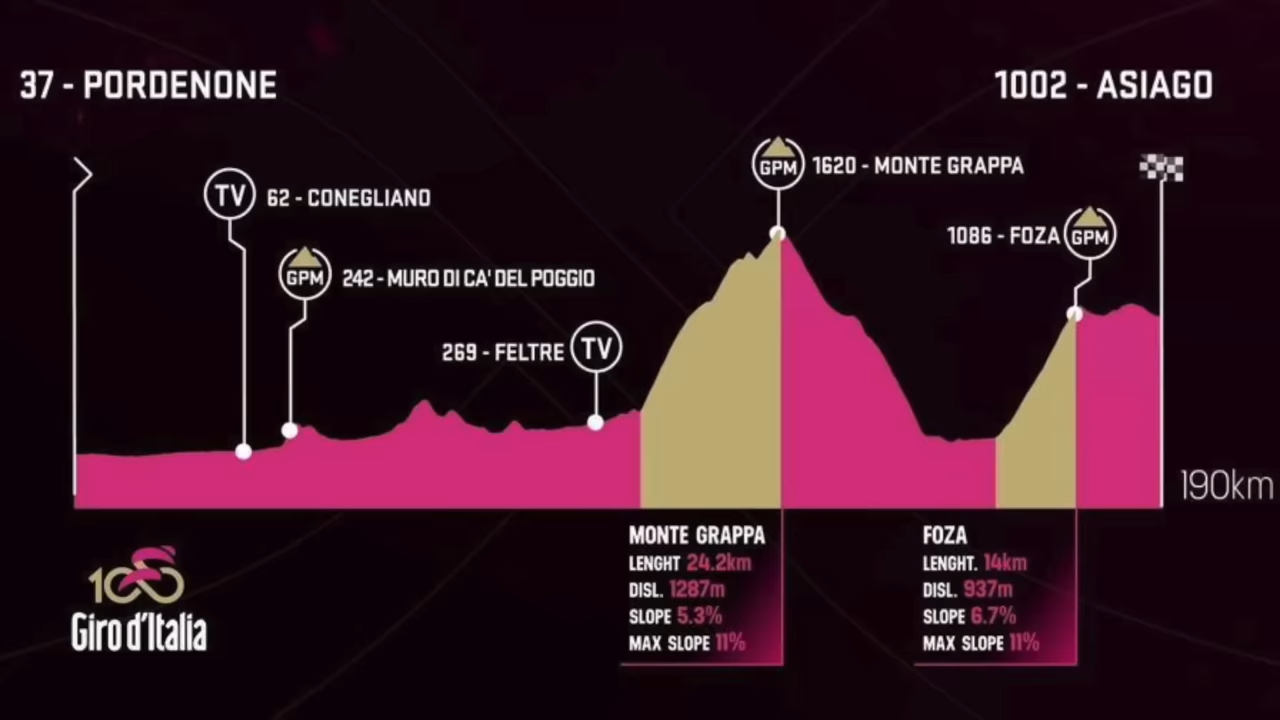 37 - PORDENONE
1002 - ASIAGO
GPM
1620 - MONTE GRAPPA
TV
62 - CONEGLIANO
1086 - FOZA
GPM
GPM
242 - MURO DI CA' DEL POGGIO
269 - FELTRE
TV
190km
MONTE GRAPPA
LENGHT 24.2km
DISL. 1287m
SLOPE 5.3%
MAX SLOPE 11%
FOZA
LENGHT. 14km
DISL. 937m
SLOPE 6.7%
MAX SLOPE 11%
100
Giro d'Italia